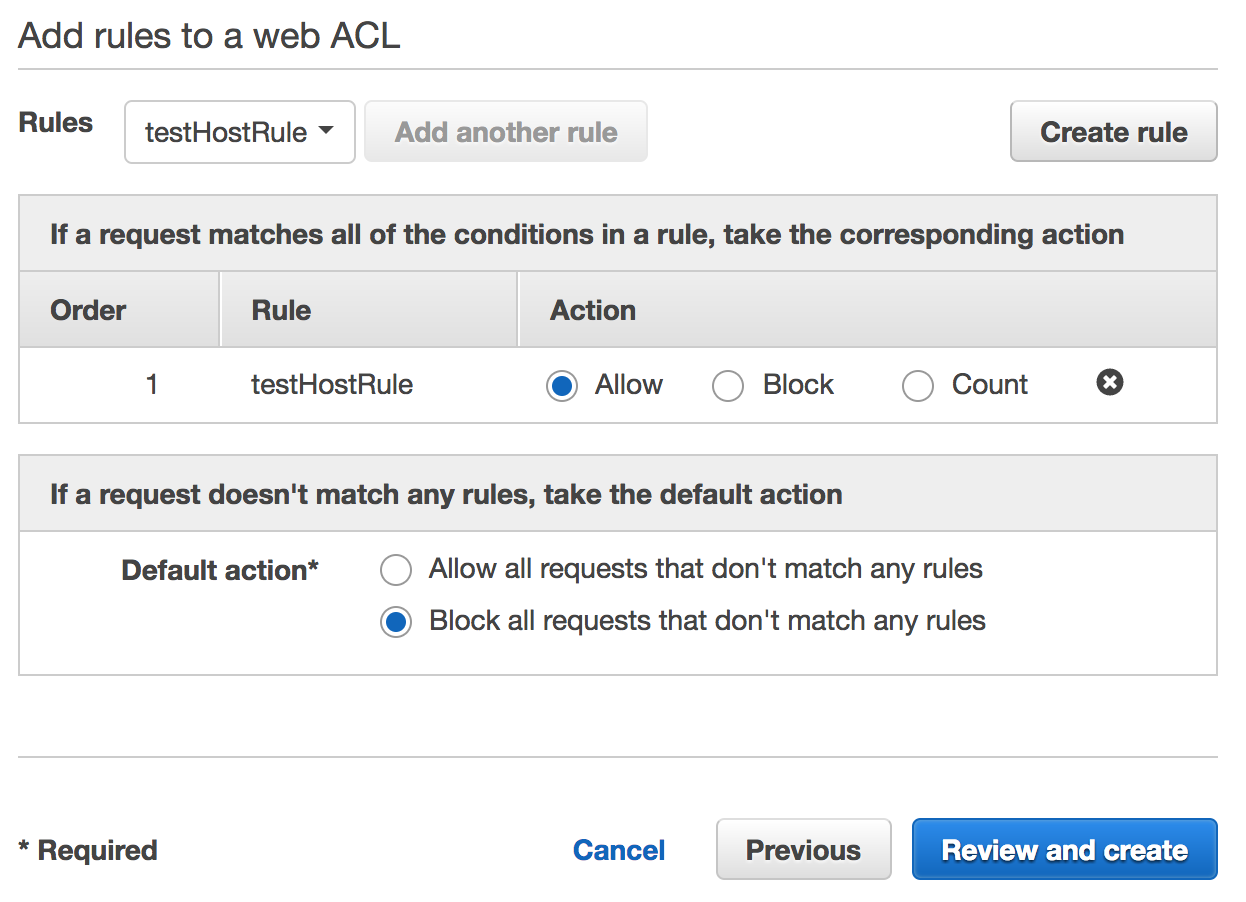 Add rules to a web ACL
Rules testHostRule Add another rule Create rule
If a request matches all of the conditions in a rule, take the corresponding action
Order Rule Action
1 testHostRule Allow Block Count
If a request doesn't match any rules, take the default action
Default action* Allow all requests that don't match any rules
Block all requests that don't match any rules
* Required Cancel Previous Review and create